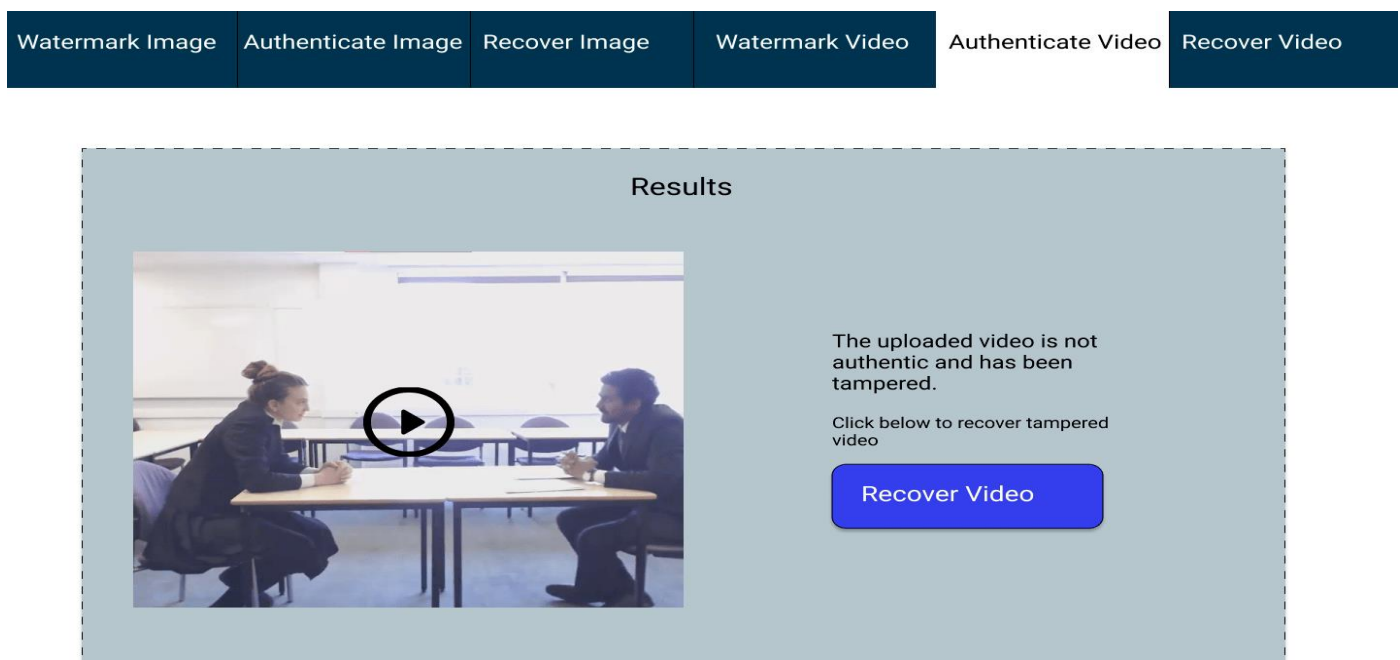 Watermark Image Authenticate Image Recover Image Watermark Video Authenticate Video Recover Video
Results
The uploaded video is not
authentic and has been
tampered.
Click below to recover tampered
video
Recover Video